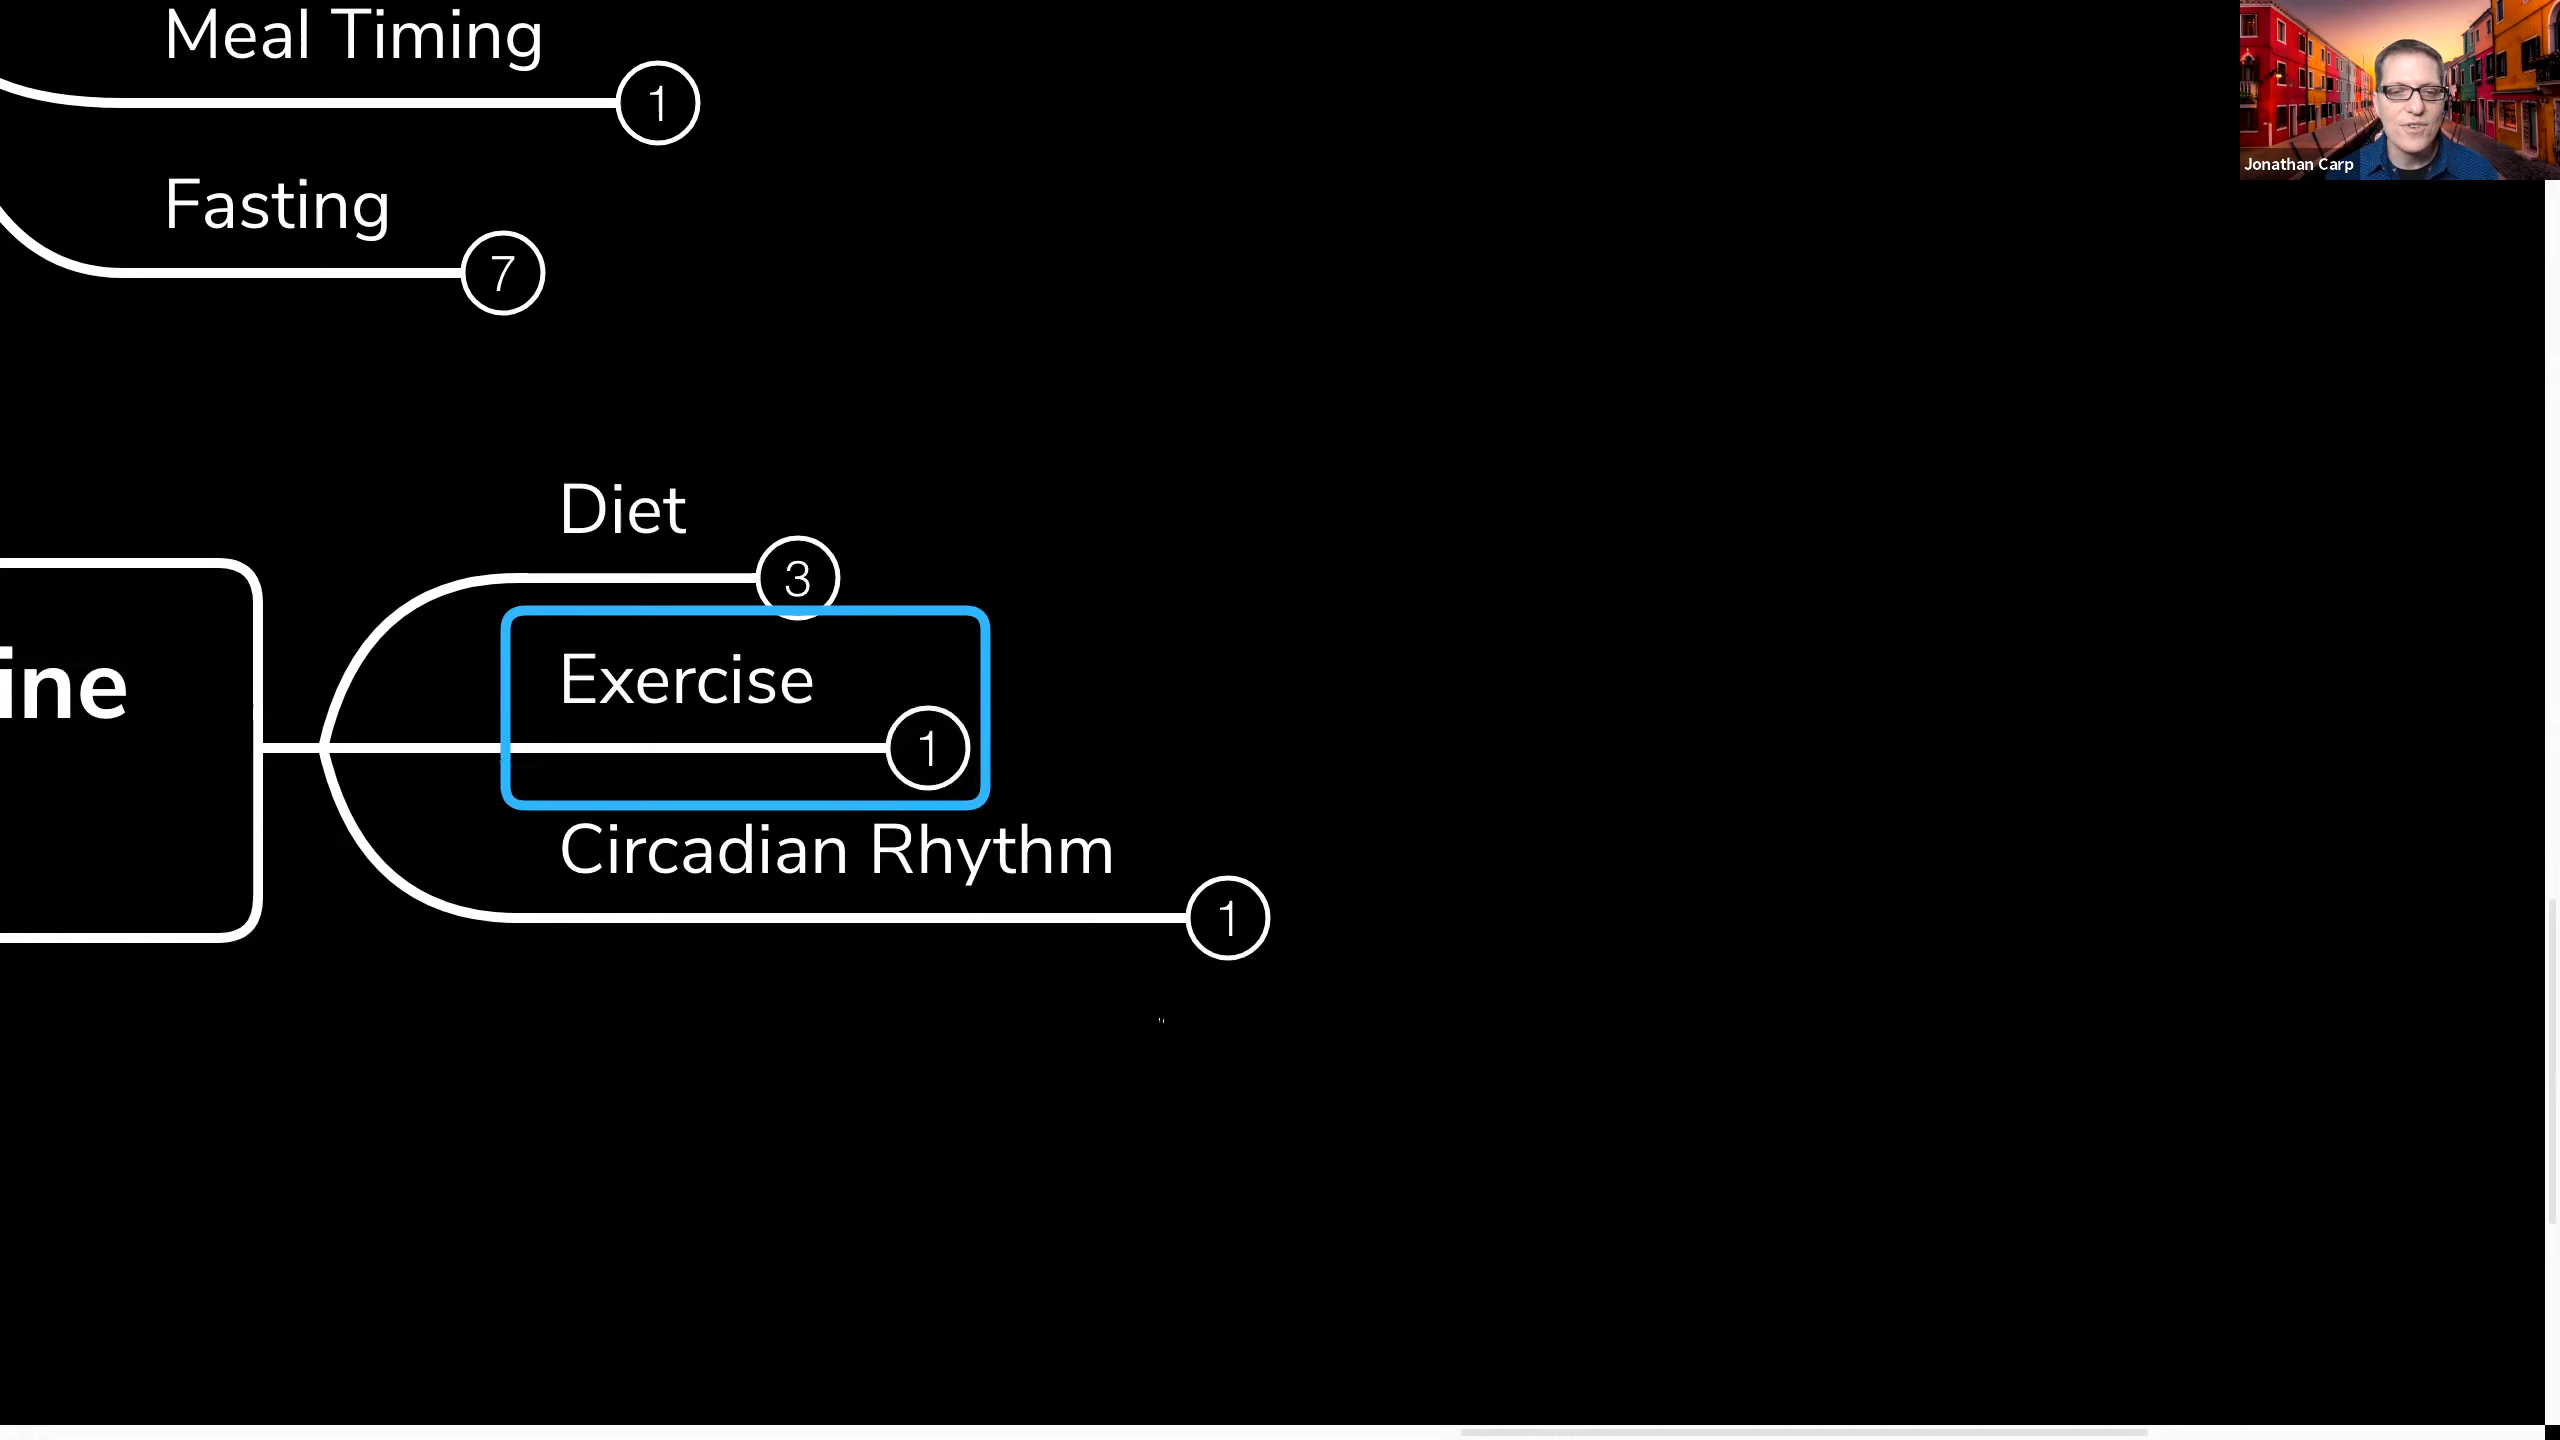 Meal Timing
1
Fasting
7
Jonathan Carp
Diet
3
ine
Exercise
1
Circadian Rhythm
1